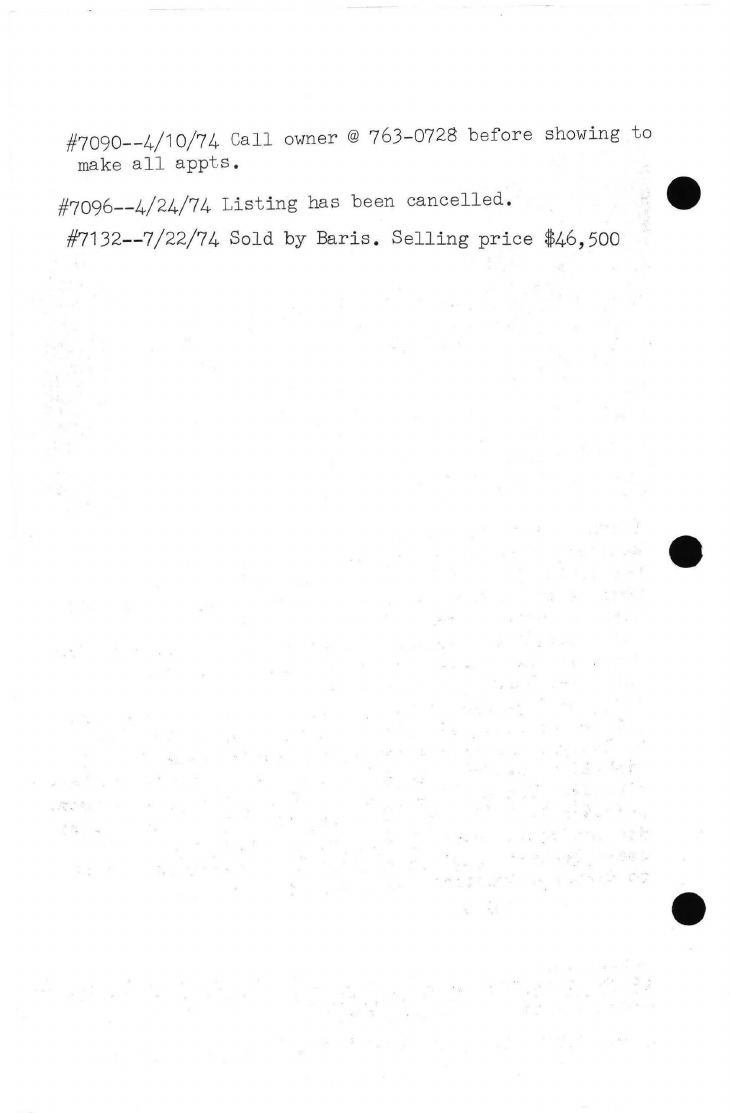 #7090--4/10/74 Call owner @ 763-0728 before showing to
make all appts.
#7096--4/24/74 Listing has been cancelled.
#7132--7/22/74 Sold by Baris. Selling price $46,500